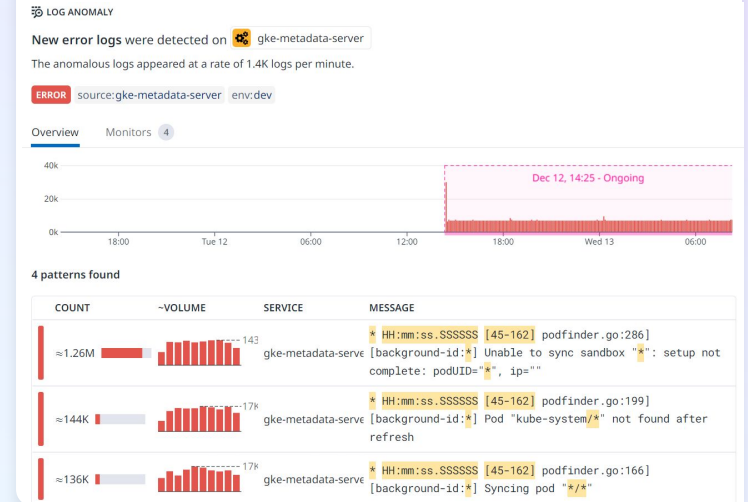 LOG ANOMALY
New error logs were detected on gke-metadata-server
The anomalous logs appeared at a rate of 1.4K logs per minute.
ERROR source:gke-metadata-server env:dev
Overview Monitors 4
40k
Dec 12, 14:25 - Ongoing
20k
0k
18:00 Tue 12 06:00 12:00 18:00 Wed 13 06:00
4 patterns found
COUNT ~VOLUME SERVICE MESSAGE
* HH:mm:ss.SSSSSS [45-162] podfinder.go:286]
≈1.26M 143 gke-metadata-serve [background-id:*] Unable to sync sandbox "*": setup not
complete: podUID="*", ip=""
* HH:mm:ss.SSSSSS [45-162] podfinder.go:199]
≈144K 17K gke-metadata-serve [background-id:*] Pod "kube-system/*" not found after
refresh
* HH:mm:ss.SSSSSS [45-162] podfinder.go:166]
≈136K 17K gke-metadata-serve [background-id:*] Syncing pod "*/*"